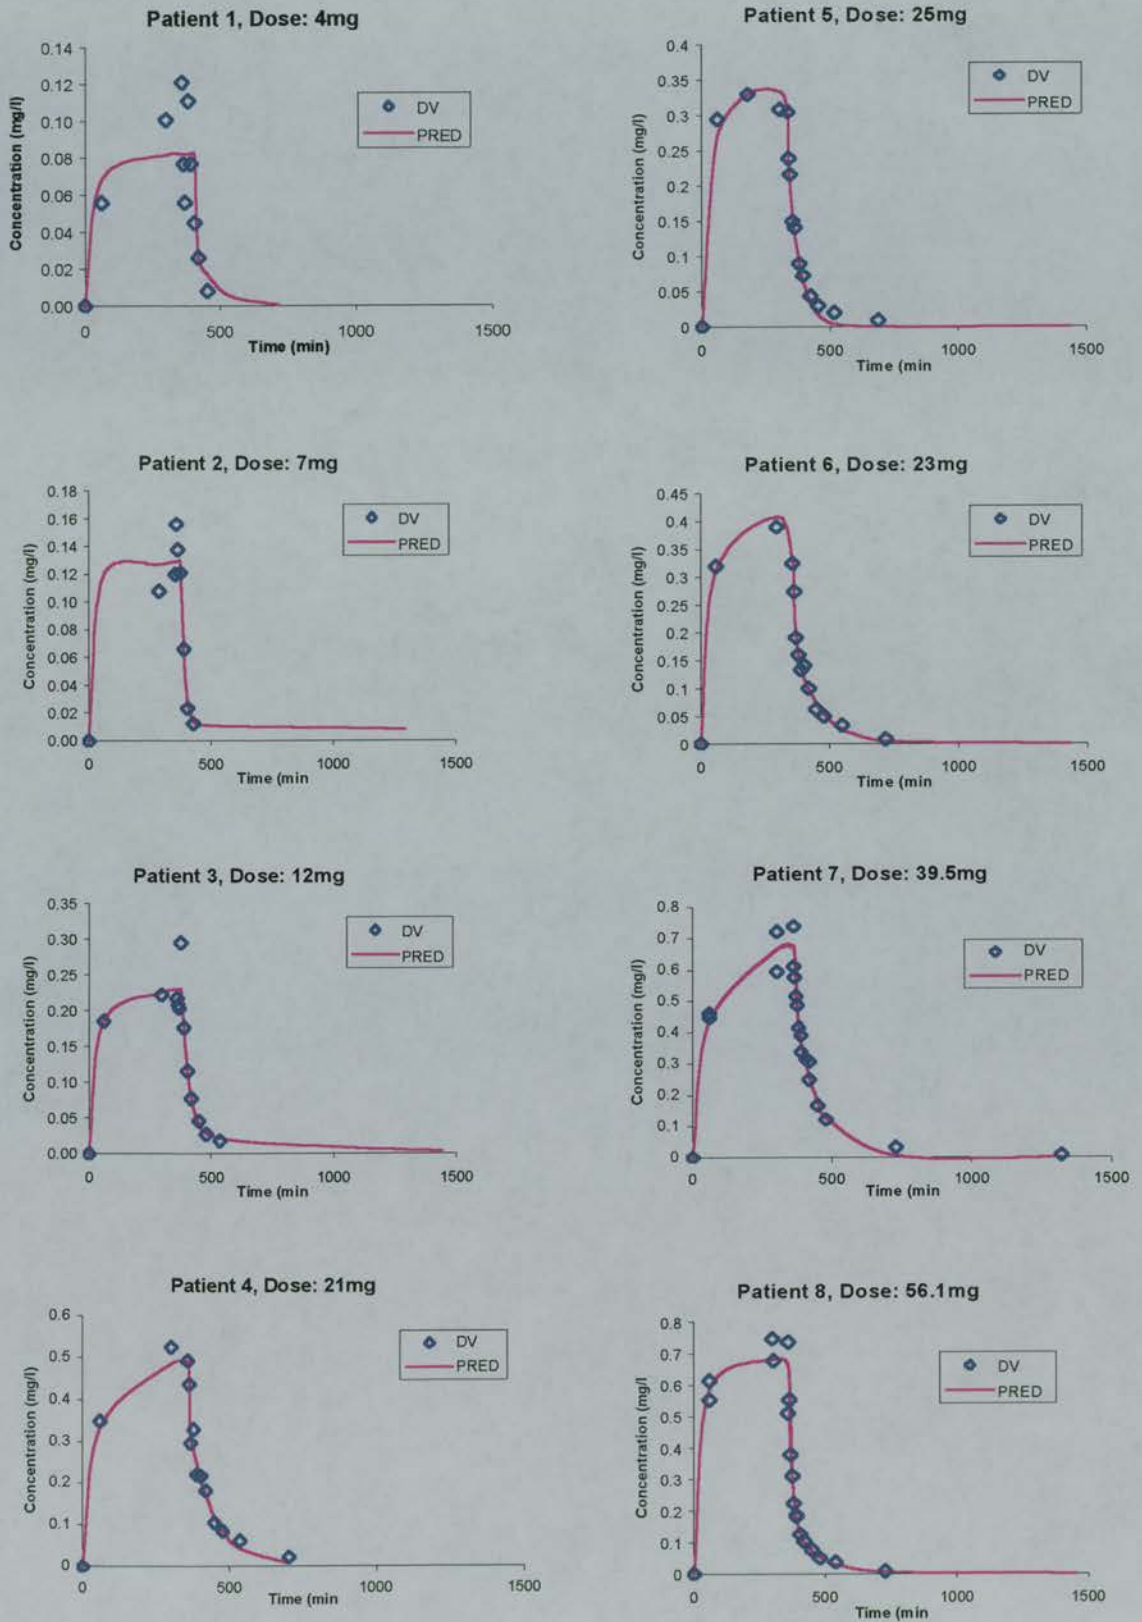 Patient 1, Dose: 4mg
Concentration (mg/l)
0.14
0.12
0.10
0.08
0.06
0.04
0.02
0.00
0
500
1000
1500
Time (min)
DV
PRED
Patient 5, Dose: 25mg
Concentration (mg/l)
0.4
0.35
0.3
0.25
0.2
0.15
0.1
0.05
0
0
500
1000
1500
Time (min
DV
PRED
Patient 2, Dose: 7mg
Concentration (mg/l)
0.18
0.16
0.14
0.12
0.10
0.08
0.06
0.04
0.02
0.00
0
500
1000
1500
Time (min
DV
PRED
Patient 6, Dose: 23mg
Concentration (mg/l)
0.45
0.4
0.35
0.3
0.25
0.2
0.15
0.1
0.05
0
0
500
1000
1500
Time (min
DV
PRED
Patient 3, Dose: 12mg
Concentration (mg/l)
0.35
0.30
0.25
0.20
0.15
0.10
0.05
0.00
0
500
1000
1500
Time (min
DV
PRED
Patient 7, Dose: 39.5mg
Concentration (mg/l)
0.8
0.7
0.6
0.5
0.4
0.3
0.2
0.1
0
0
500
1000
1500
Time (min
DV
PRED
Patient 4, Dose: 21mg
Concentration (mg/l)
0.6
0.5
0.4
0.3
0.2
0.1
0
0
500
1000
1500
Time (min
DV
PRED
Patient 8, Dose: 56.1mg
Concentration (mg/l
0.8
0.7
0.6
0.5
0.4
0.3
0.2
0.1
0
0
500
1000
1500
Time (min
DV
PRED